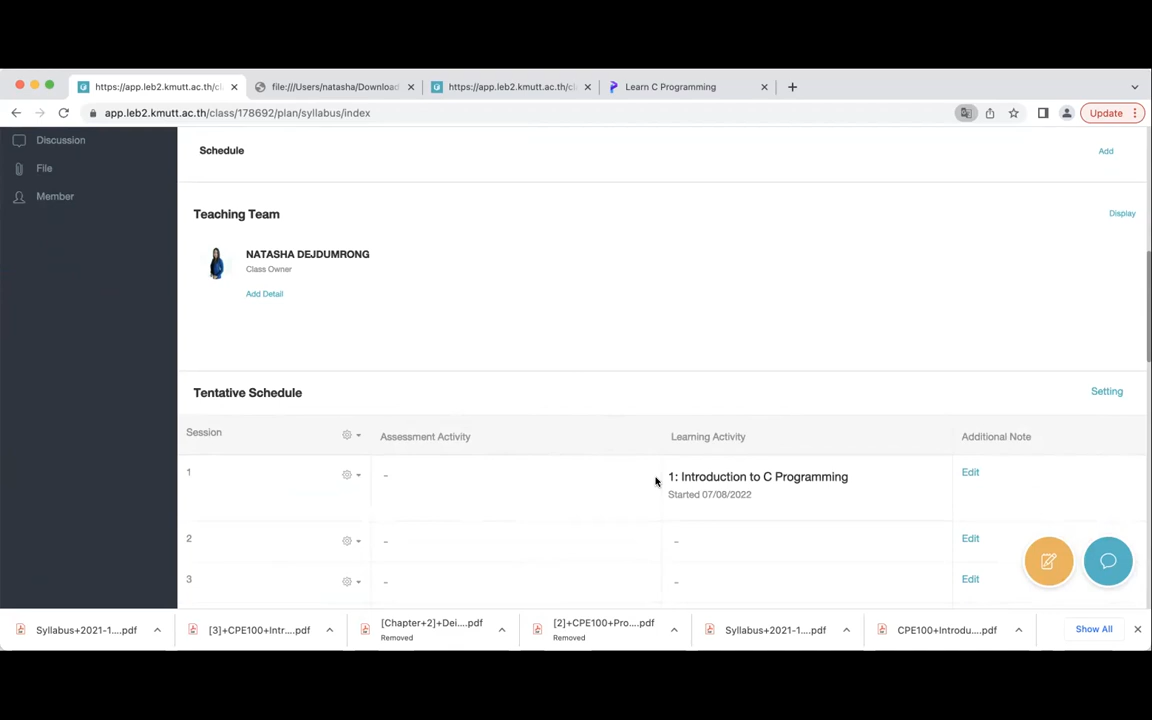 https://app.leb2.kmutt.ac.th/cl
file:///Users/natasha/Download
https://app.leb2.kmutt.ac.th/cl
Learn C Programming
app.leb2.kmutt.ac.th/class/178692/plan/syllabus/index
Update
Discussion
File
Member
Schedule
Add
Teaching Team
Display
NATASHA DEJDUMRONG
Class Owner
Add Detail
Tentative Schedule
Setting
Session
Assessment Activity
Learning Activity
Additional Note
1
-
1: Introduction to C Programming
Edit
Started 07/08/2022
2
-
-
Edit
3
-
-
Edit
Syllabus+2021-1....pdf
[3]+CPE100+Intr....pdf
[Chapter+2]+Dei....pdf
Removed
[2]+CPE100+Pro....pdf
Removed
Syllabus+2021-1....pdf
CPE100+Introdu....pdf
Show All